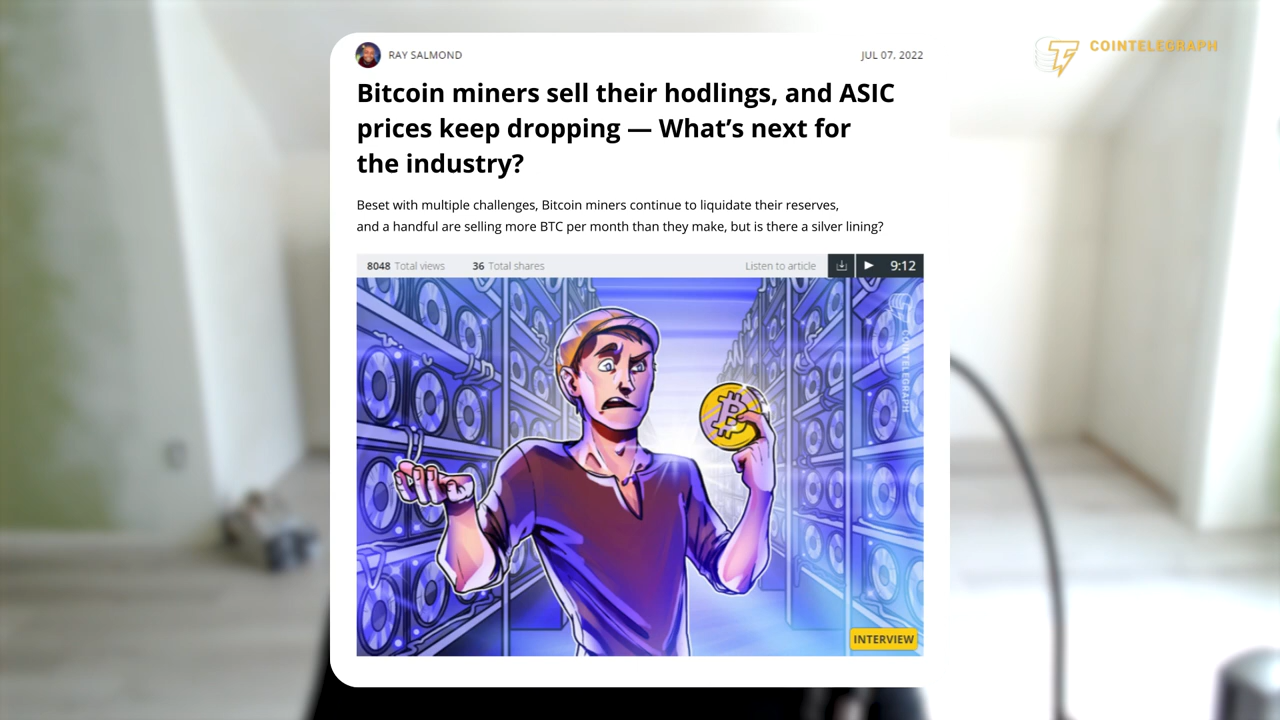 RAY SALMOND
JUL 07, 2022
COINTELEGRAPH
Bitcoin miners sell their hodlings, and ASIC
prices keep dropping — What’s next for
the industry?
Beset with multiple challenges, Bitcoin miners continue to liquidate their reserves,
and a handful are selling more BTC per month than they make, but is there a silver lining?
8048 Total views 36 Total shares Listen to article 9:12
COINTELEGRAPH
INTERVIEW